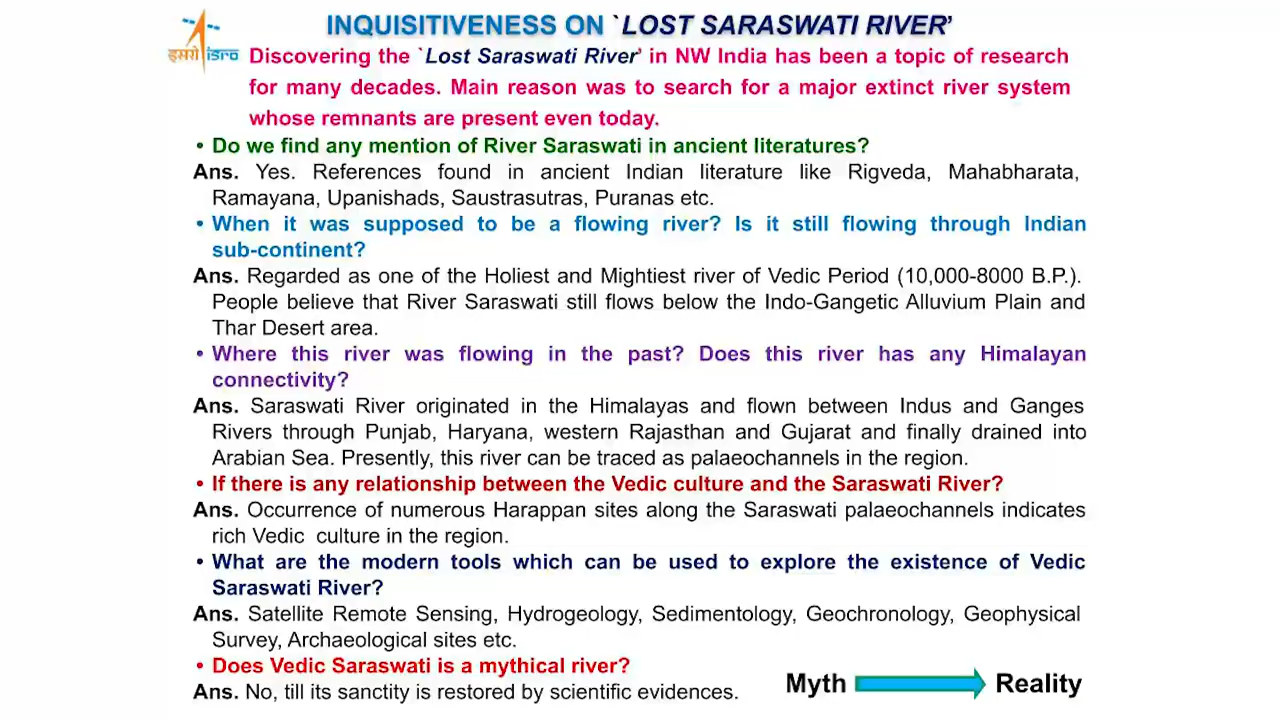 INQUISITIVENESS ON `LOST SARASWATI RIVER’
इसरो isro
Discovering the `Lost Saraswati River’ in NW India has been a topic of research
for many decades. Main reason was to search for a major extinct river system
whose remnants are present even today.
• Do we find any mention of River Saraswati in ancient literatures?
Ans. Yes. References found in ancient Indian literature like Rigveda, Mahabharata,
Ramayana, Upanishads, Saustrasutras, Puranas etc.
• When it was supposed to be a flowing river? Is it still flowing through Indian
sub-continent?
Ans. Regarded as one of the Holiest and Mightiest river of Vedic Period (10,000-8000 B.P.).
People believe that River Saraswati still flows below the Indo-Gangetic Alluvium Plain and
Thar Desert area.
• Where this river was flowing in the past? Does this river has any Himalayan
connectivity?
Ans. Saraswati River originated in the Himalayas and flown between Indus and Ganges
Rivers through Punjab, Haryana, western Rajasthan and Gujarat and finally drained into
Arabian Sea. Presently, this river can be traced as palaeochannels in the region.
• If there is any relationship between the Vedic culture and the Saraswati River?
Ans. Occurrence of numerous Harappan sites along the Saraswati palaeochannels indicates
rich Vedic culture in the region.
• What are the modern tools which can be used to explore the existence of Vedic
Saraswati River?
Ans. Satellite Remote Sensing, Hydrogeology, Sedimentology, Geochronology, Geophysical
Survey, Archaeological sites etc.
• Does Vedic Saraswati is a mythical river?
Ans. No, till its sanctity is restored by scientific evidences.
Myth Reality